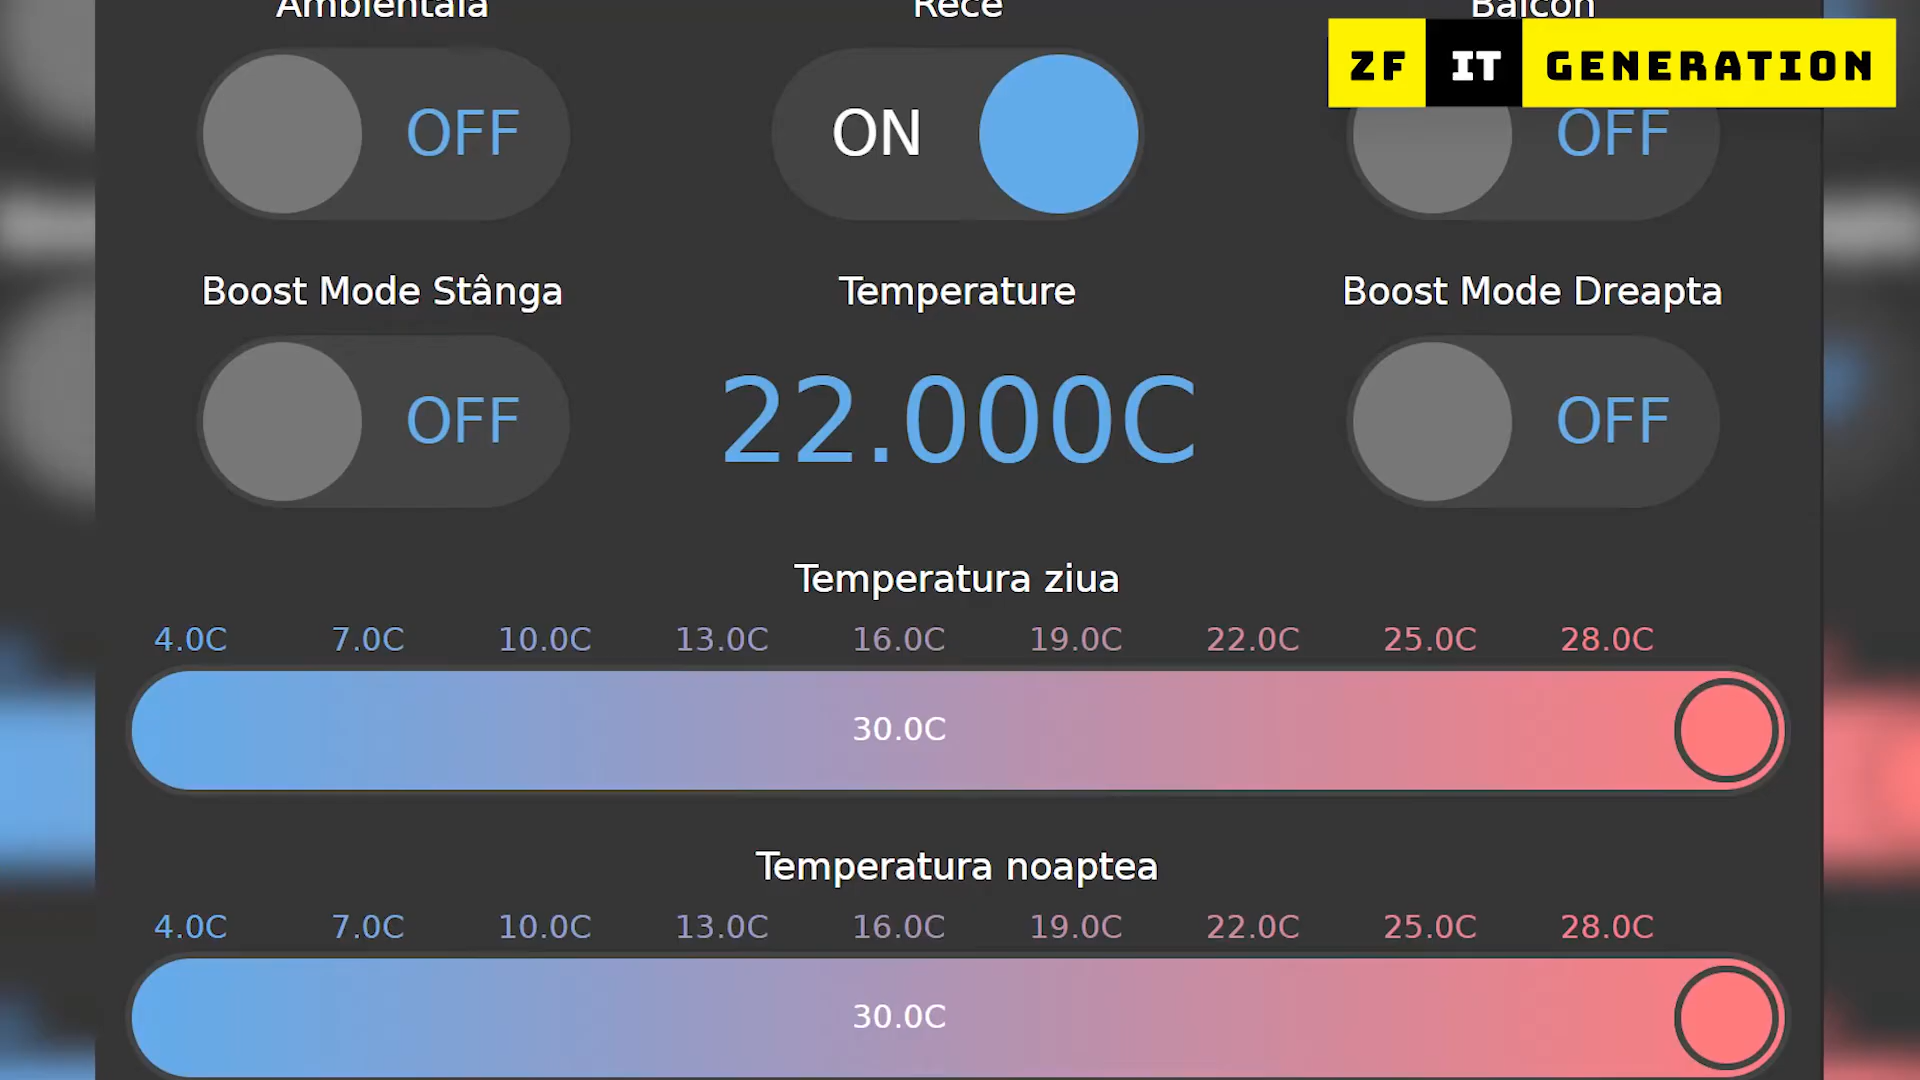 Ambientala Rece Balcon
ZF IT GENERATION
OFF ON OFF
Boost Mode Stânga Temperature Boost Mode Dreapta
OFF 22.000C OFF
Temperatura ziua
4.0C 7.0C 10.0C 13.0C 16.0C 19.0C 22.0C 25.0C 28.0C
30.0C
Temperatura noaptea
4.0C 7.0C 10.0C 13.0C 16.0C 19.0C 22.0C 25.0C 28.0C
30.0C